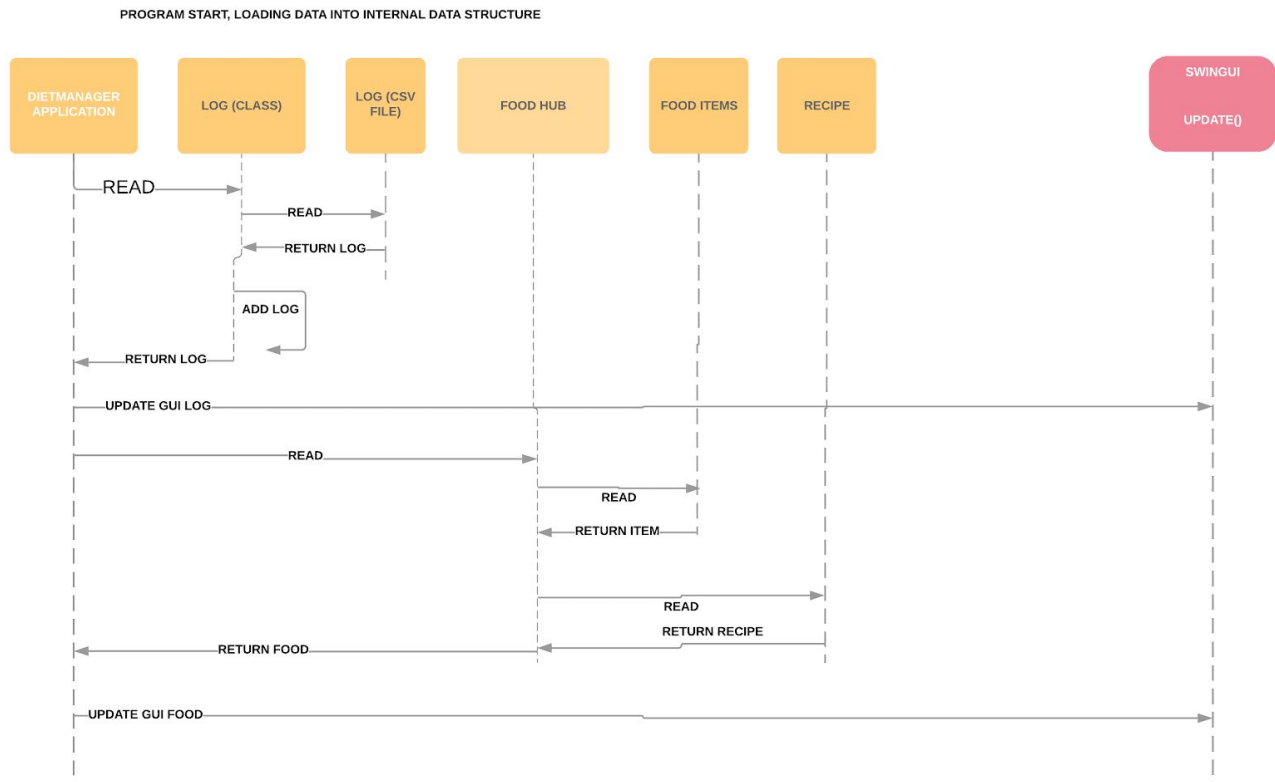 PROGRAM START, LOADING DATA INTO INTERNAL DATA STRUCTURE
DIETMANAGER
APPLICATION
LOG (CLASS)
LOG (CSV
FILE)
FOOD HUB
FOOD ITEMS
RECIPE
SWINGUI
UPDATE()
READ
READ
RETURN LOG
ADD LOG
RETURN LOG
UPDATE GUI LOG
READ
READ
RETURN ITEM
READ
RETURN RECIPE
RETURN FOOD
UPDATE GUI FOOD